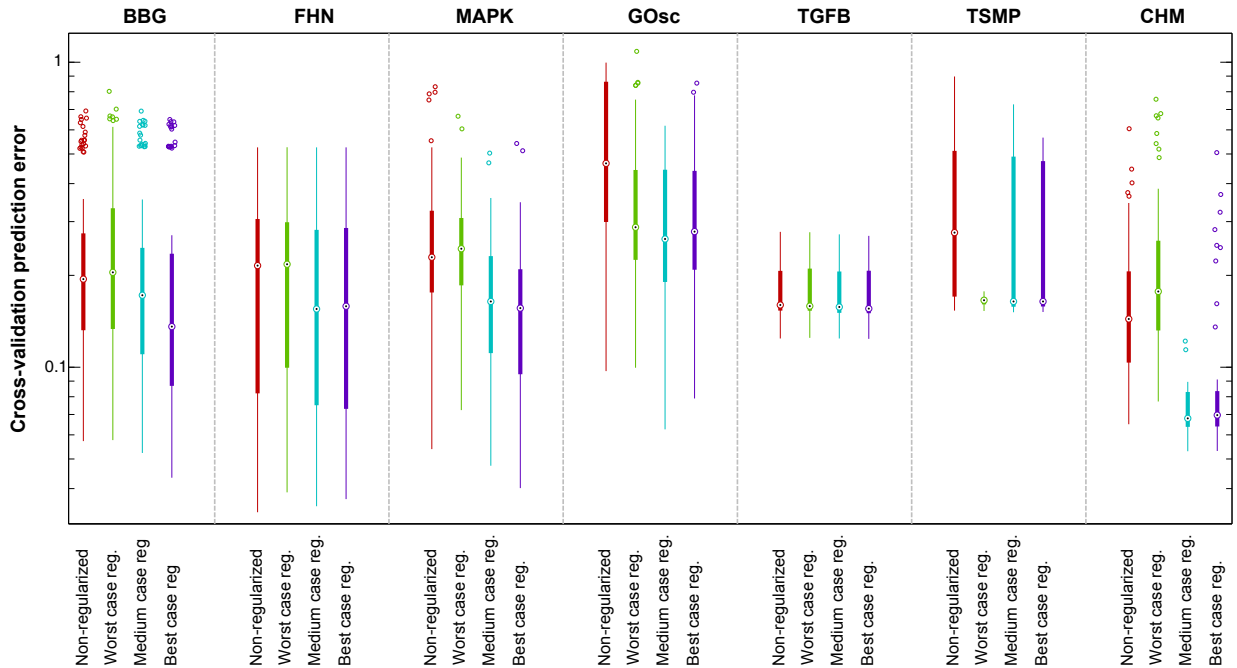 BBG FHN MAPK GOsc TGFB TSMP CHM
Cross-validation prediction error
1
0.1
Non-regularized
Worst case reg.
Medium case reg.
Best case reg
Non-regularized
Worst case reg.
Medium case reg.
Best case reg.
Non-regularized
Worst case reg.
Medium case reg.
Best case reg.
Non-regularized
Worst case reg.
Medium case reg.
Best case reg.
Non-regularized
Worst case reg.
Medium case reg.
Best case reg.
Non-regularized
Worst case reg.
Medium case reg.
Best case reg.
Non-regularized
Worst case reg.
Medium case reg.
Best case reg.